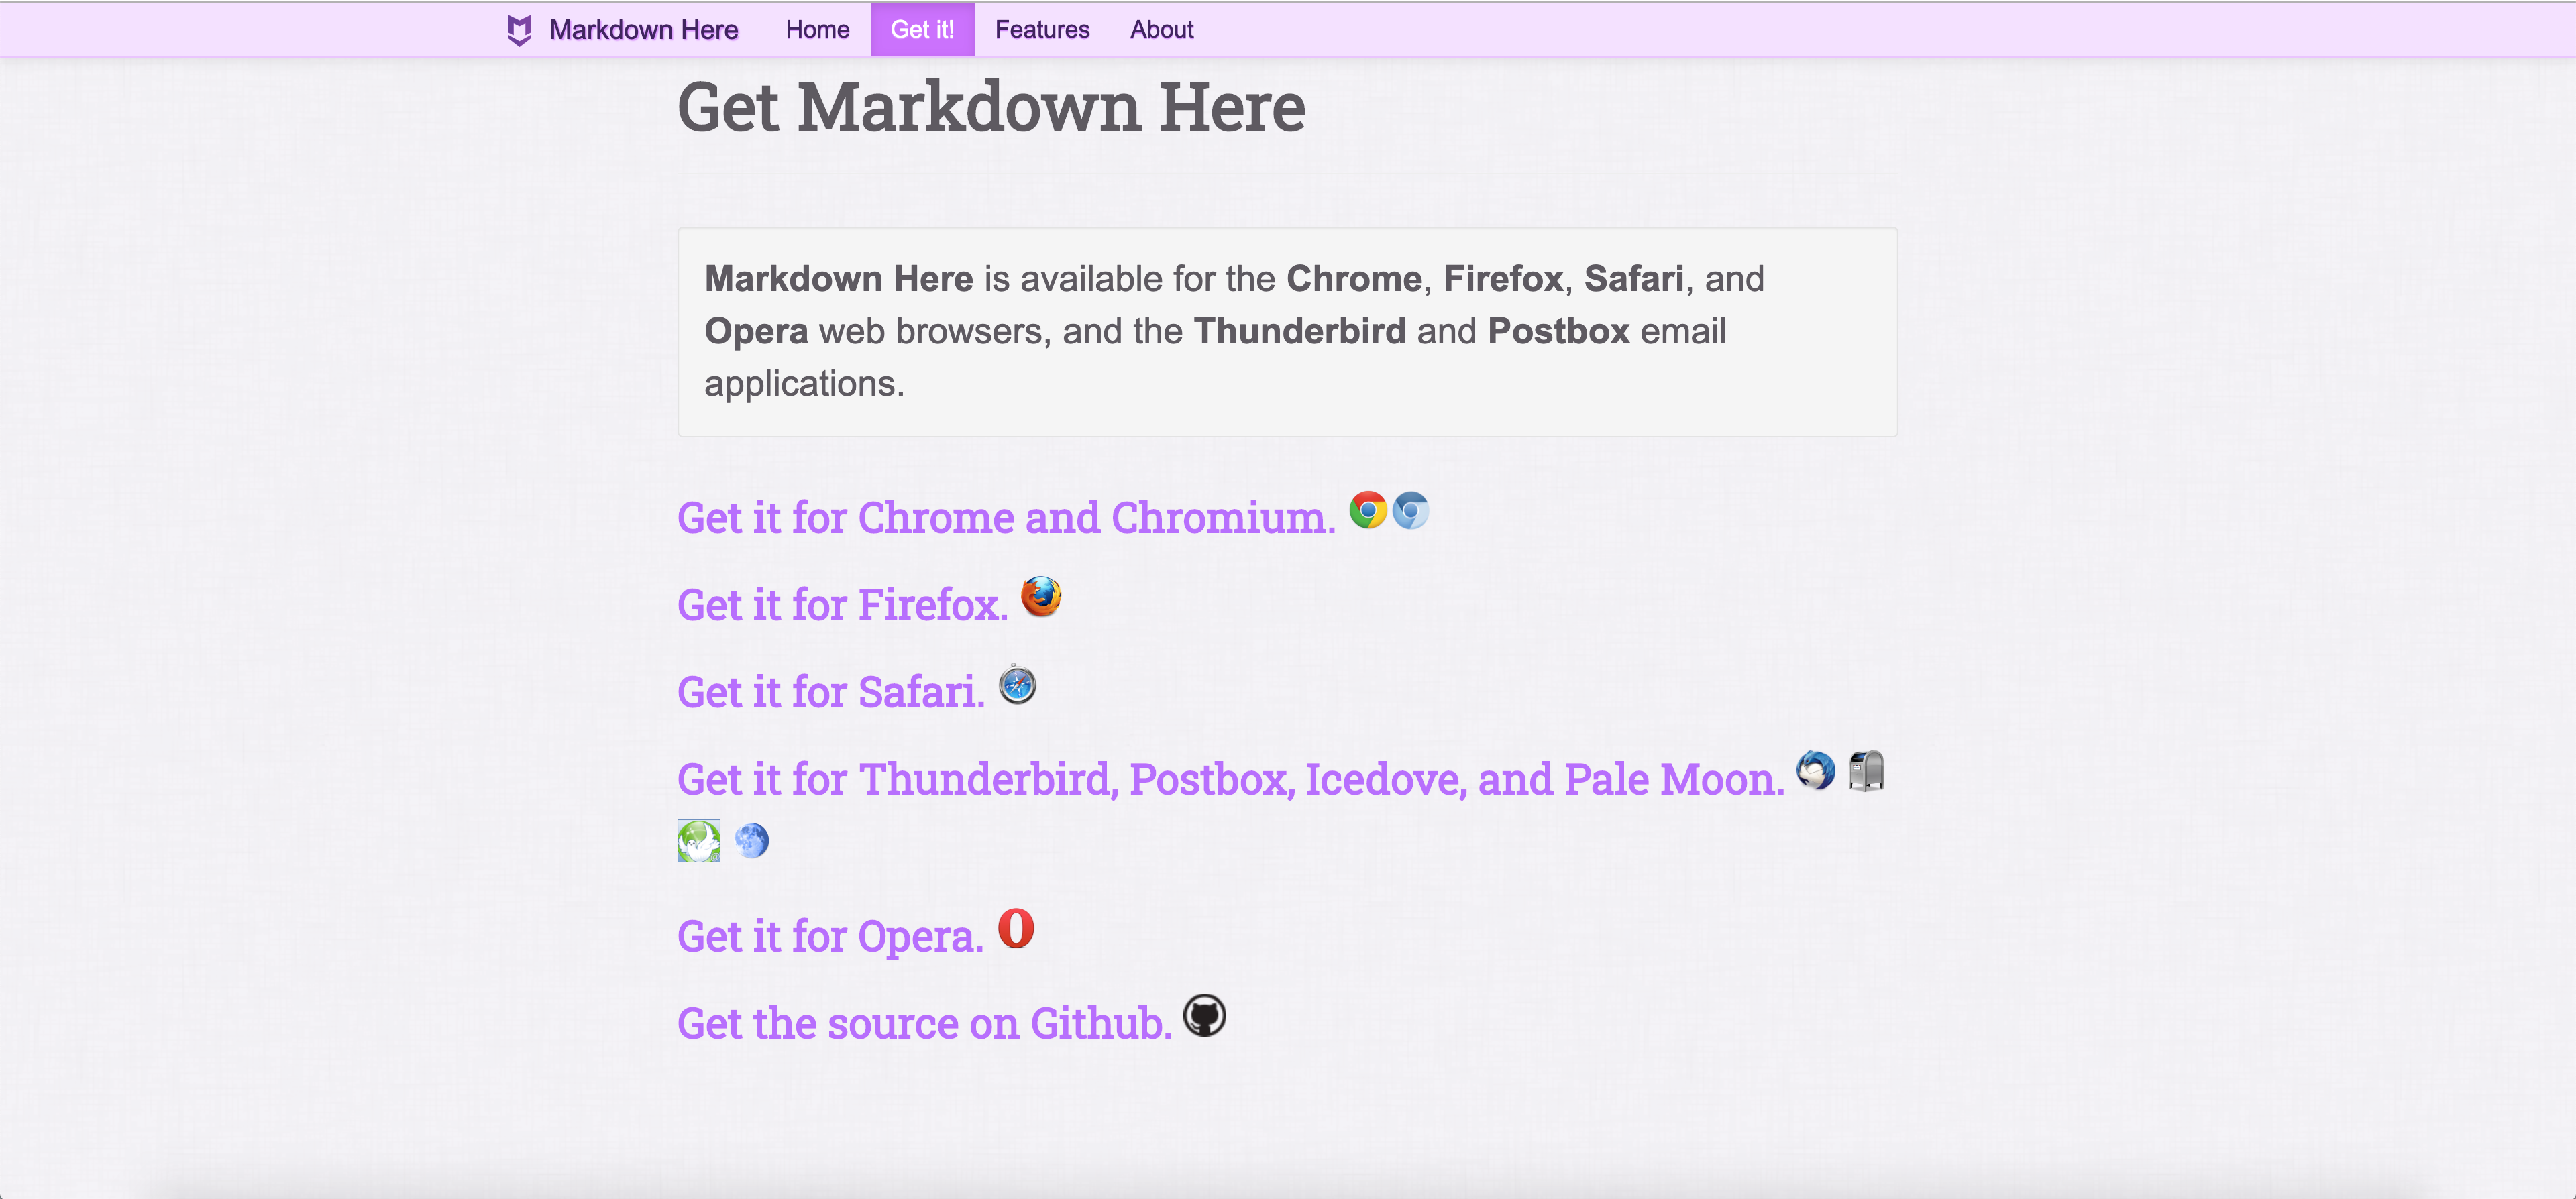 Markdown Here Home Get it! Features About
Get Markdown Here
Markdown Here is available for the Chrome, Firefox, Safari, and
Opera web browsers, and the Thunderbird and Postbox email
applications.
Get it for Chrome and Chromium.
Get it for Firefox.
Get it for Safari.
Get it for Thunderbird, Postbox, Icedove, and Pale Moon.
Get it for Opera.
Get the source on Github.